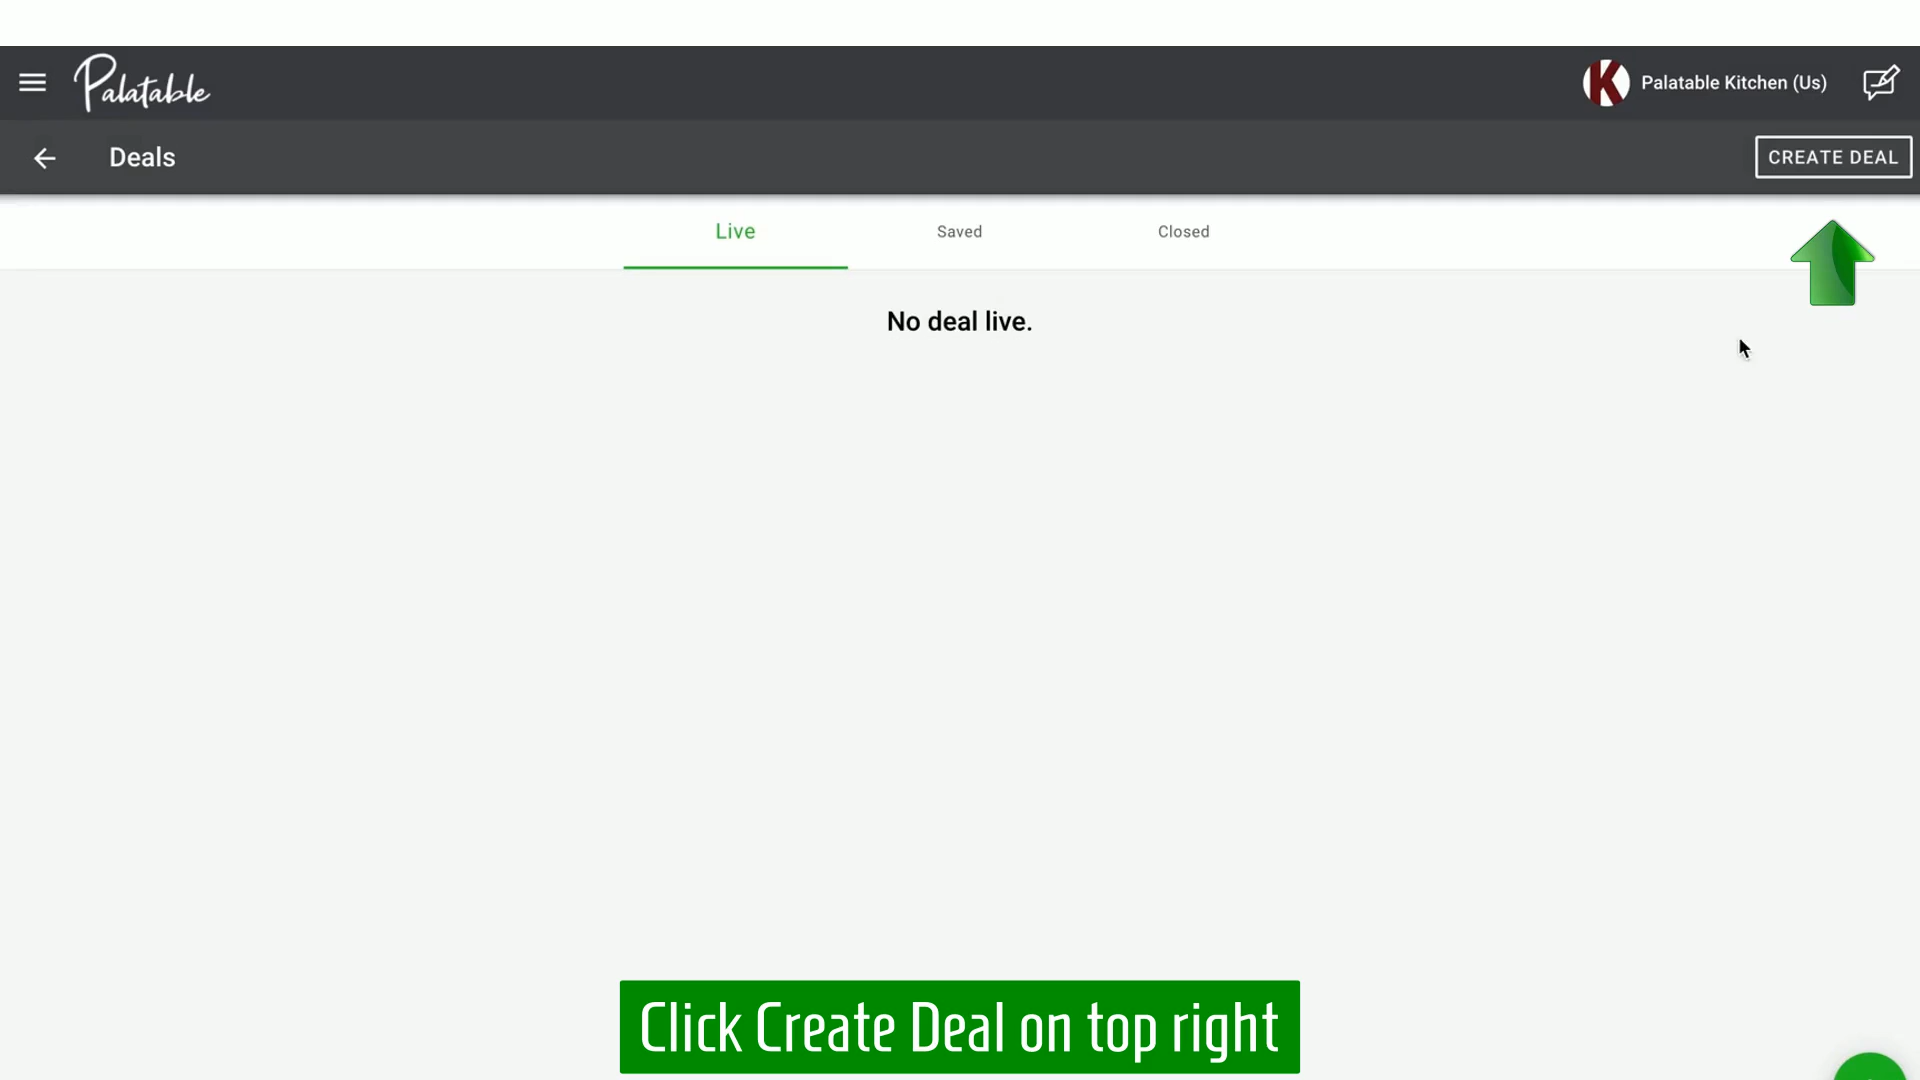 Palatable
Palatable Kitchen (Us)
Deals
CREATE DEAL
Live
Saved
Closed
No deal live.
Click Create Deal on top right